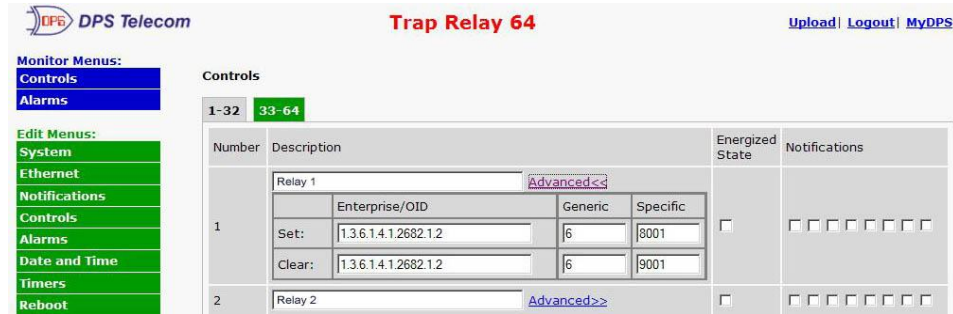 DPS DPS Telecom
Trap Relay 64
Upload| Logout| MyDPS
Monitor Menus:
Controls
Alarms
Edit Menus:
System
Ethernet
Notifications
Controls
Alarms
Date and Time
Timers
Reboot
Controls
1-32 33-64
Number Description Energized State Notifications
Relay 1 Advanced<<
Enterprise/OID Generic Specific
1
Set: 1.3.6.1.4.1.2682.1.2 6 8001
Clear: 1.3.6.1.4.1.2682.1.2 6 9001
2 Relay 2 Advanced>>